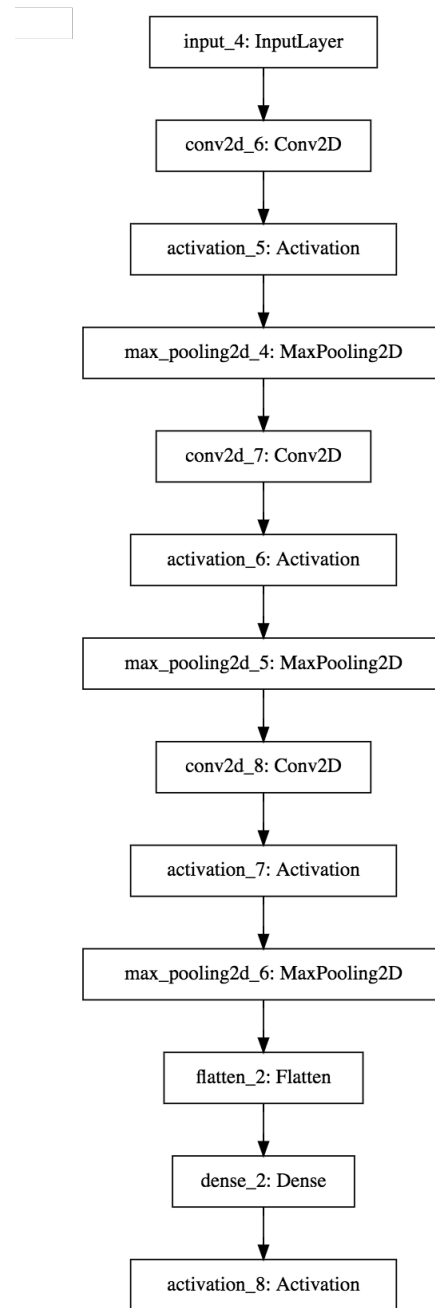 input_4: InputLayer
conv2d_6: Conv2D
activation_5: Activation
max_pooling2d_4: MaxPooling2D
conv2d_7: Conv2D
activation_6: Activation
max_pooling2d_5: MaxPooling2D
conv2d_8: Conv2D
activation_7: Activation
max_pooling2d_6: MaxPooling2D
flatten_2: Flatten
dense_2: Dense
activation_8: Activation